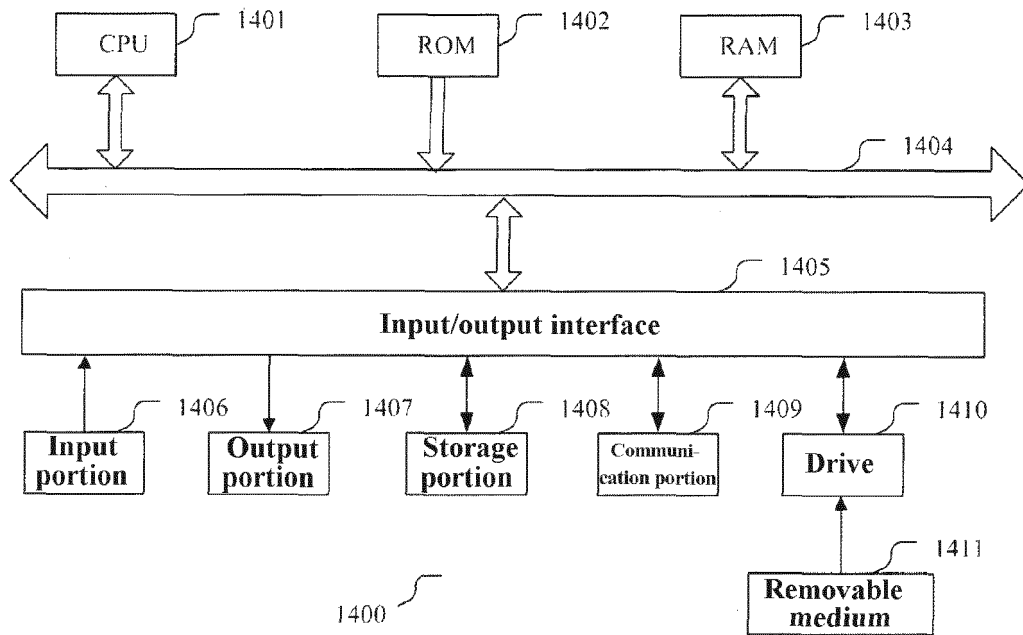 1401
1402
1403
CPU
ROM
RAM
1404
1405
Input/output interface
1406
1407
1408
1409
1410
Input
portion
Output
portion
Storage
portion
Communi-
cation portion
Drive
1411
Removable
medium
1400